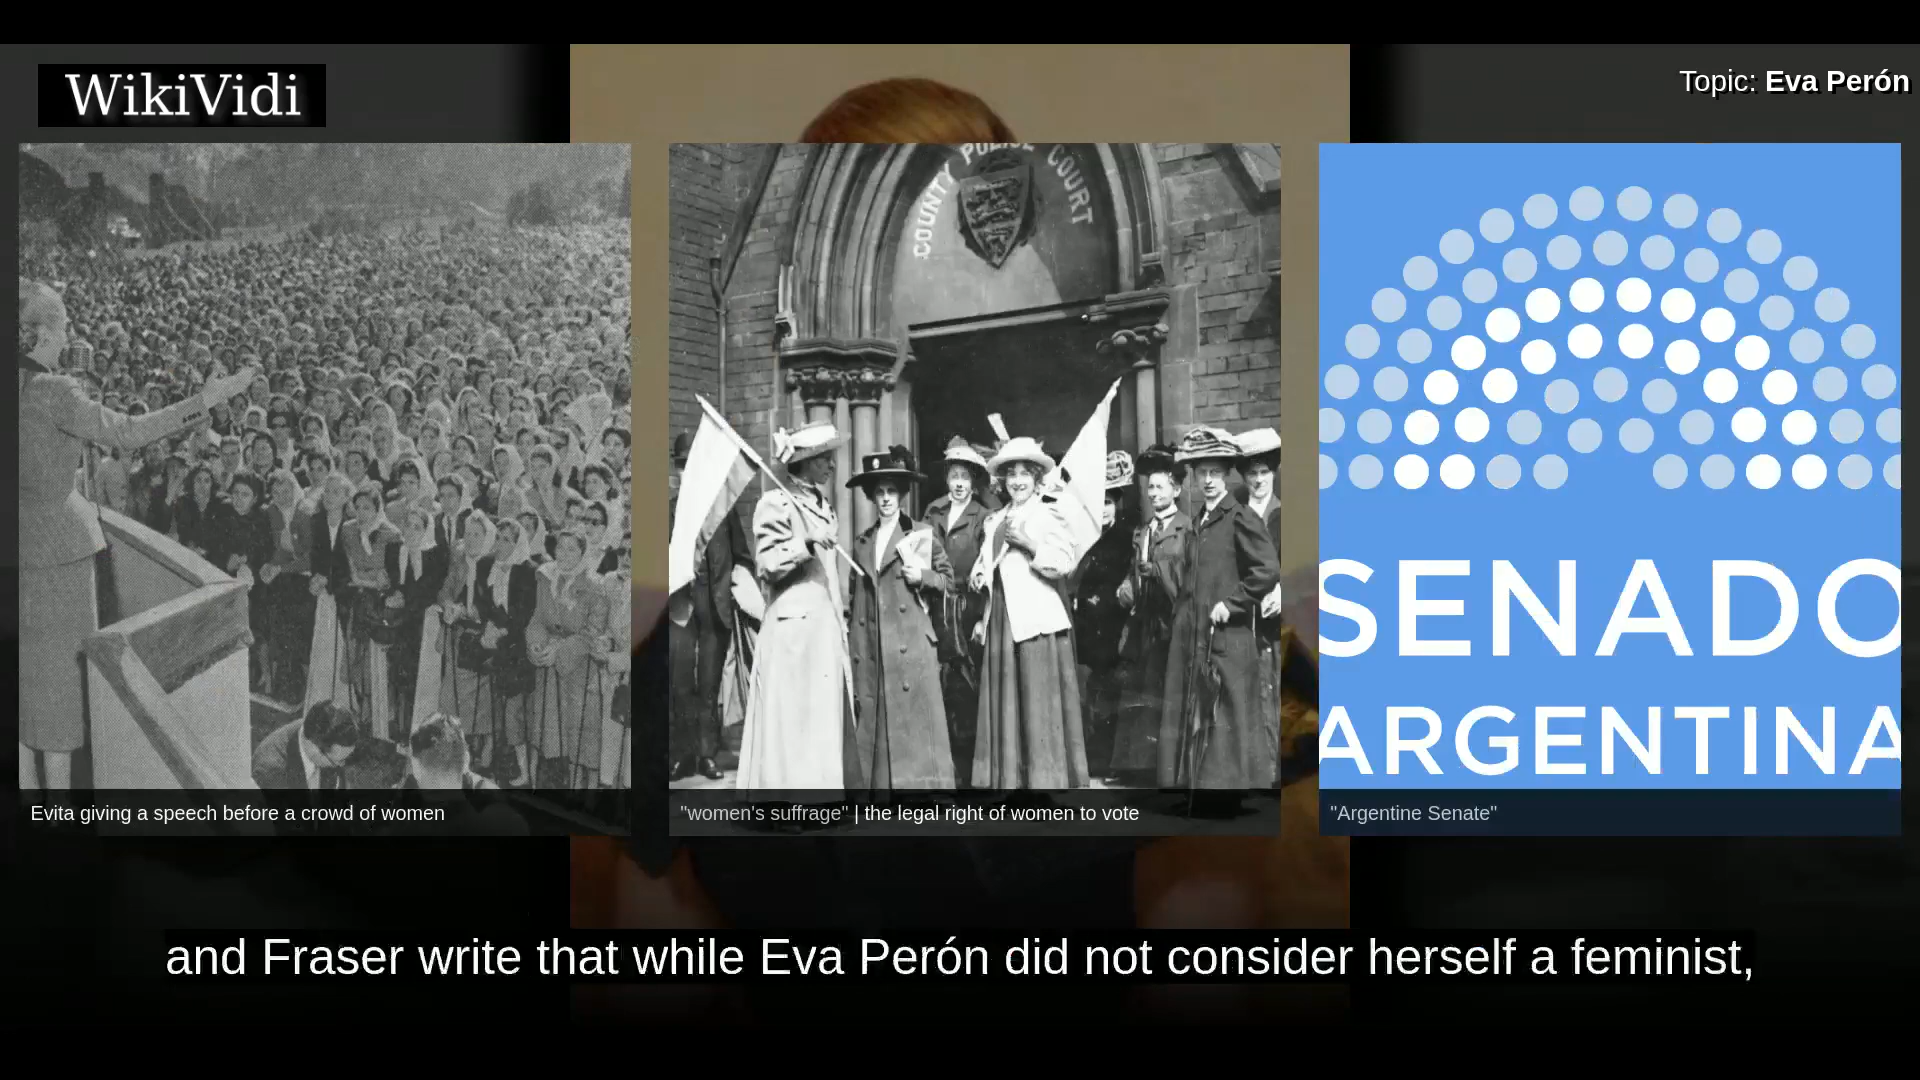 WikiVidi
Topic: Eva Perón
COUNTY POLICE COURT
SENADO
ARGENTINA
Evita giving a speech before a crowd of women
"women's suffrage" | the legal right of women to vote
"Argentine Senate"
and Fraser write that while Eva Perón did not consider herself a feminist,